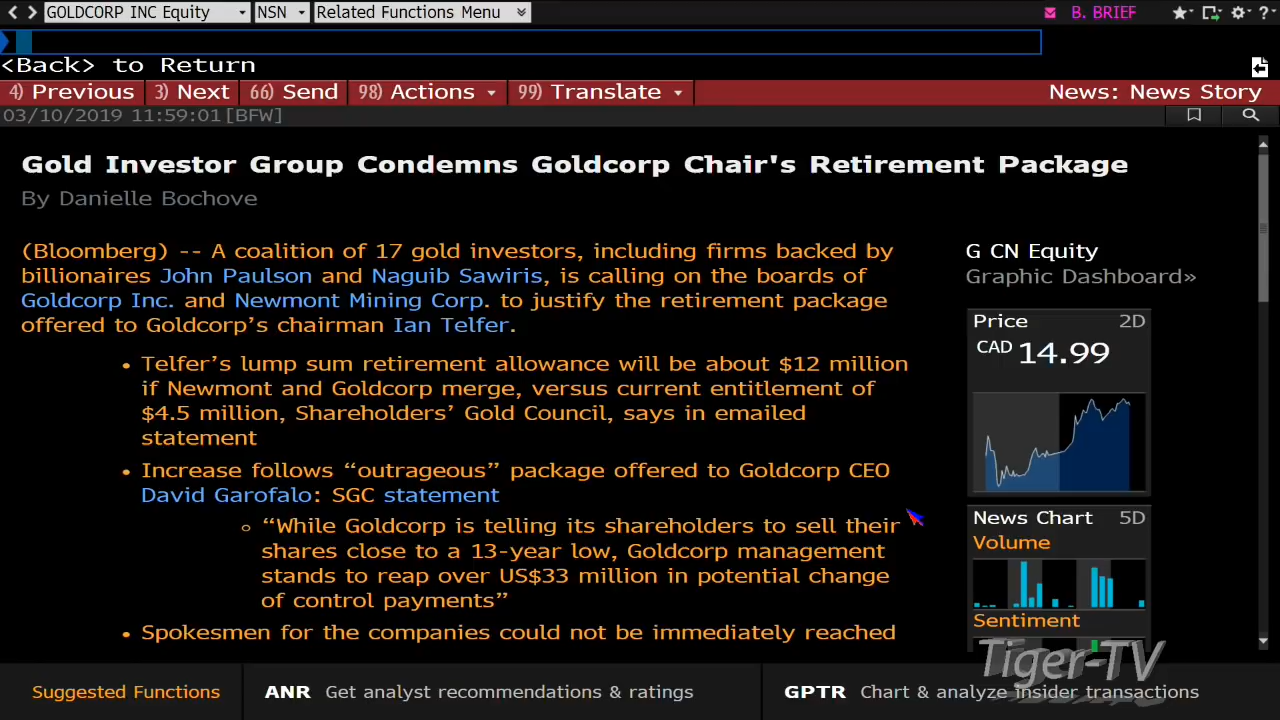 GOLDCORP INC Equity NSN Related Functions Menu B. BRIEF
<Back> to Return
4) Previous 3) Next 66) Send 98) Actions 99) Translate News: News Story
03/10/2019 11:59:01[BFW]
Gold Investor Group Condemns Goldcorp Chair's Retirement Package
By Danielle Bochove
(Bloomberg) -- A coalition of 17 gold investors, including firms backed by
billionaires John Paulson and Naguib Sawiris, is calling on the boards of
Goldcorp Inc. and Newmont Mining Corp. to justify the retirement package
offered to Goldcorp’s chairman Ian Telfer.
• Telfer’s lump sum retirement allowance will be about $12 million
if Newmont and Goldcorp merge, versus current entitlement of
$4.5 million, Shareholders’ Gold Council, says in emailed
statement
• Increase follows “outrageous” package offered to Goldcorp CEO
David Garofalo: SGC statement
○ “While Goldcorp is telling its shareholders to sell their
shares close to a 13-year low, Goldcorp management
stands to reap over US$33 million in potential change
of control payments”
• Spokesmen for the companies could not be immediately reached
G CN Equity
Graphic Dashboard»
Price 2D
CAD 14.99
News Chart 5D
Volume
Sentiment
Tiger-TV
Suggested Functions ANR Get analyst recommendations & ratings GPTR Chart & analyze insider transactions